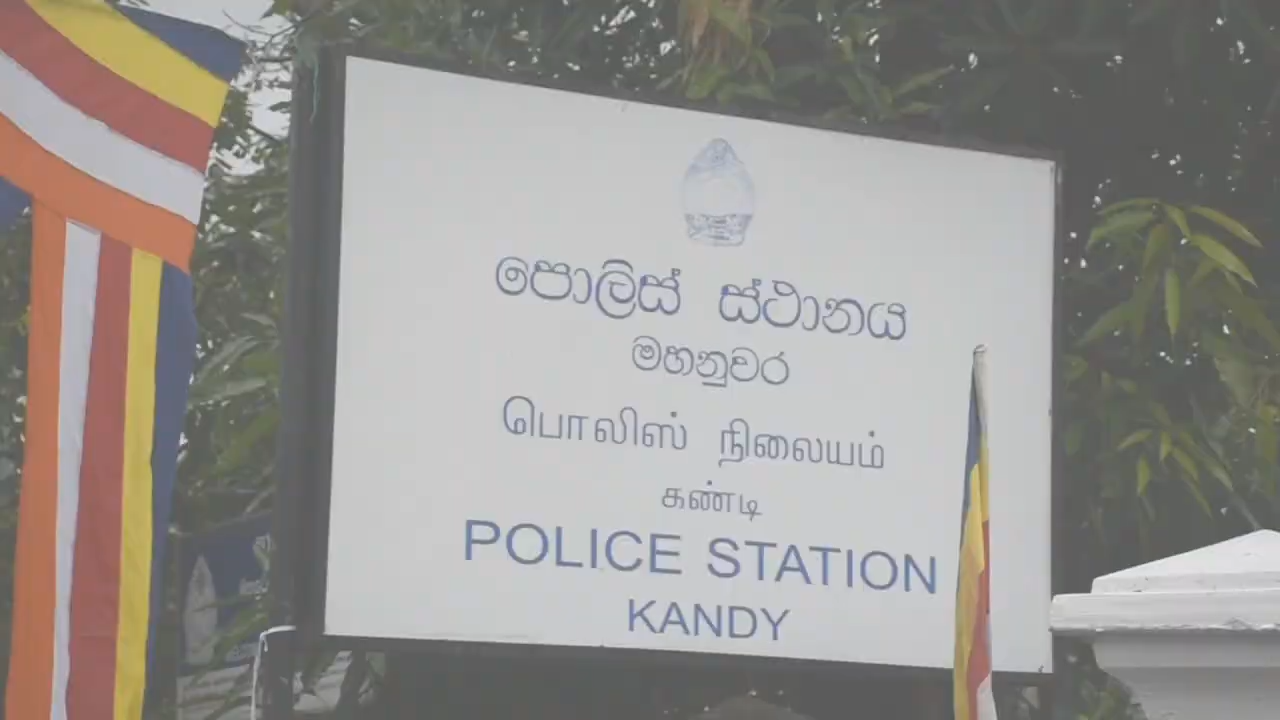 පොලිස් ස්ථානය
මහනුවර
பொலிஸ் நிலையம்
கண்டி
POLICE STATION
KANDY